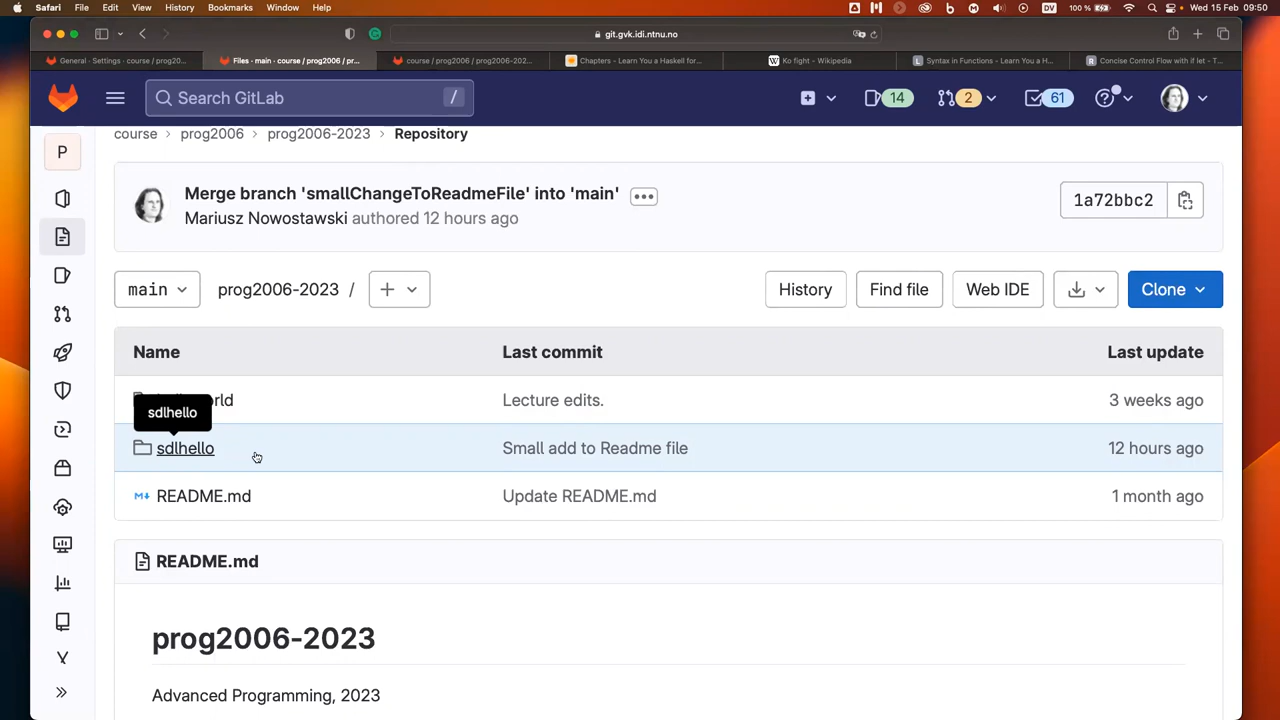 Safari File Edit View History Bookmarks Window Help DV 100 % Wed 15 Feb 09:50
git.gvk.idi.ntnu.no
General · Settings · course / prog20... Files · main · course / prog2006 / pr... course / prog2006 / prog2006-202... Chapters - Learn You a Haskell for... Ko fight - Wikipedia Syntax in Functions - Learn You a H... Concise Control Flow with if let - T...
Search GitLab / 14 2 61
P
course > prog2006 > prog2006-2023 > Repository
Merge branch 'smallChangeToReadmeFile' into 'main'
Mariusz Nowostawski authored 12 hours ago
1a72bbc2
main prog2006-2023 / + History Find file Web IDE Clone
Name Last commit Last update
rld Lecture edits. 3 weeks ago
sdlhello
sdlhello Small add to Readme file 12 hours ago
README.md Update README.md 1 month ago
README.md
prog2006-2023
Advanced Programming, 2023